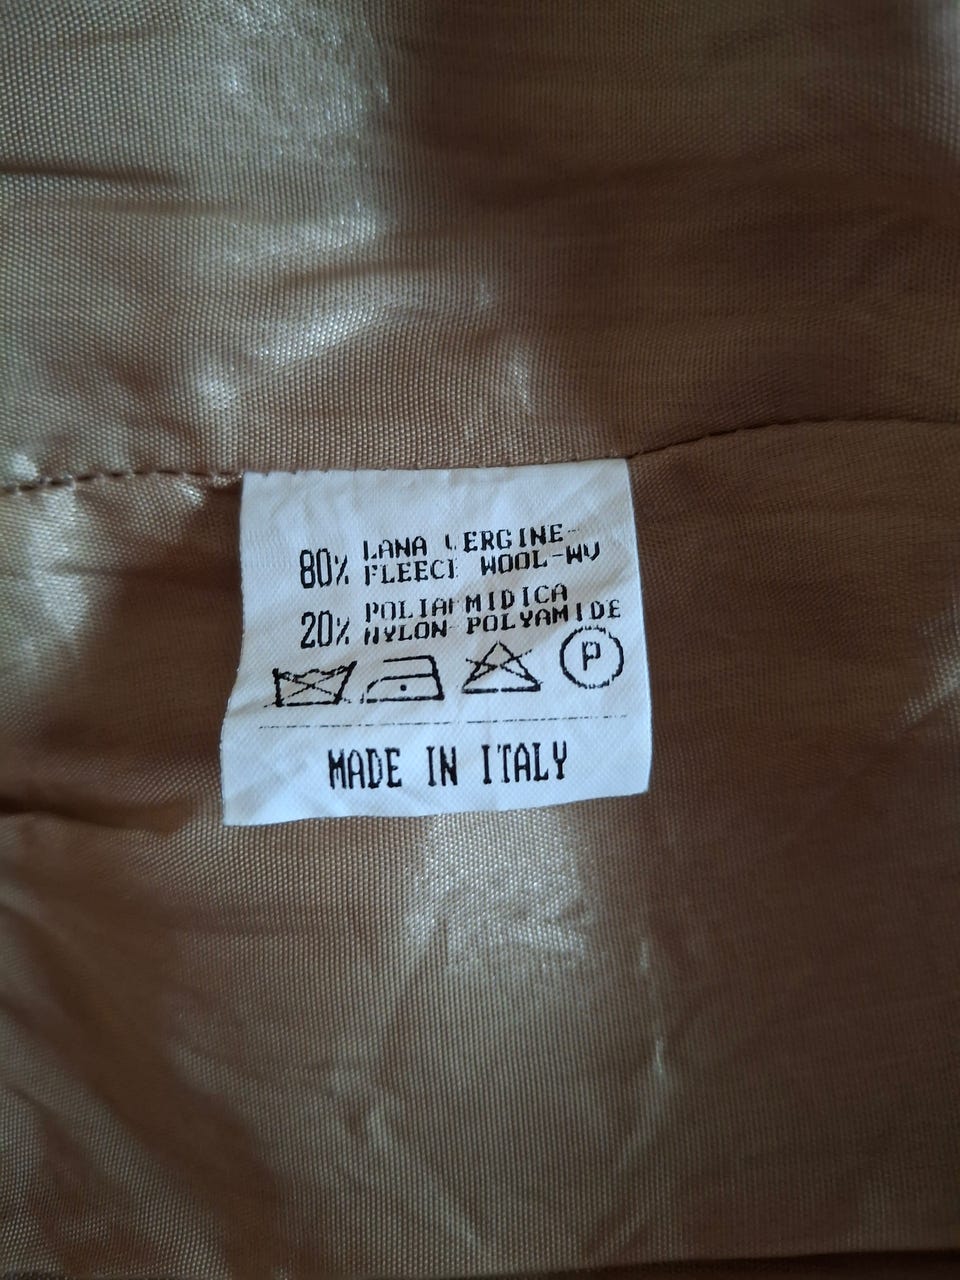 80% LANA VERGINE-
FLEECE WOOL-WV
20% POLIAMMIDICA
NYLON-POLYAMIDE
P
MADE IN ITALY